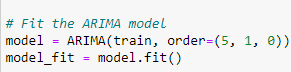 # Fit the ARIMA model
model = ARIMA(train, order=(5, 1, 0))
model_fit = model.fit()